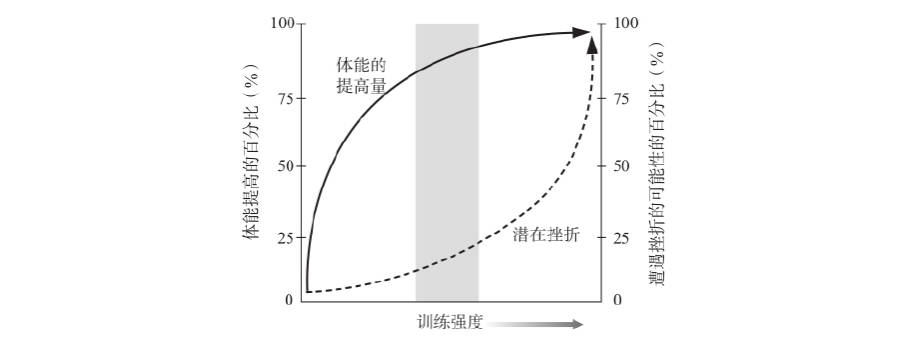 100
100
体能的
提高量
75
75
50
50
25
25
潜在挫折
0
0
体能提高的百分比（%）
遭遇挫折的可能性的百分比（%）
训练强度